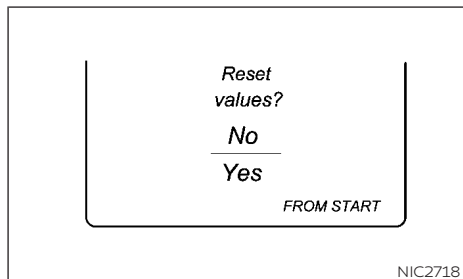 Reset
values?
No
Yes
FROM START
NIC2718